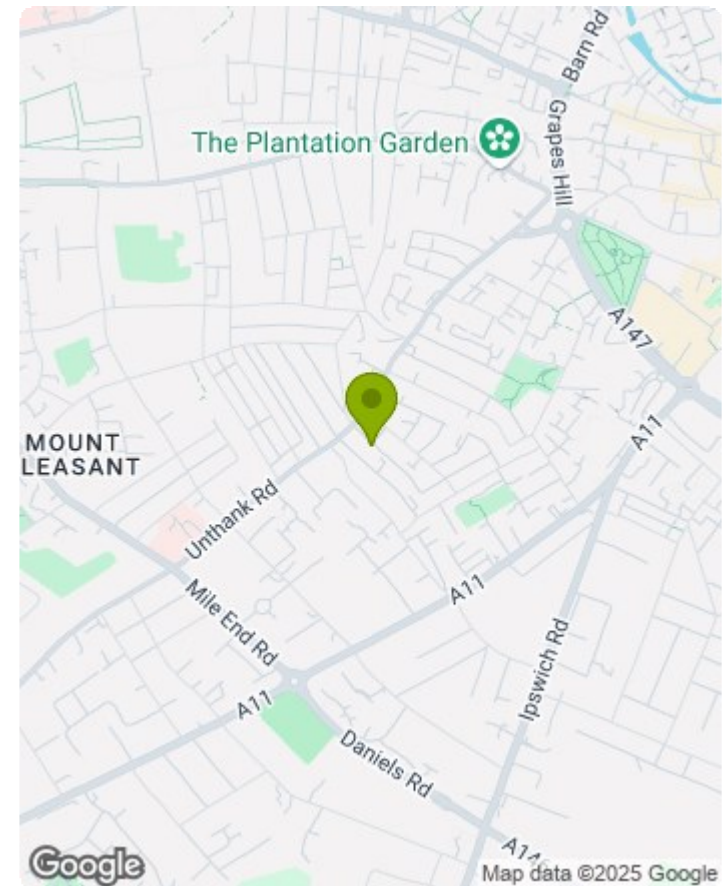 Barn Rd
The Plantation Garden
Grapes Hill
A147
A11
MOUNT
LEASANT
Unthank Rd
A11
Mile End Rd
Ipswich Rd
A11
Daniels Rd
Google
Map data ©2025 Google